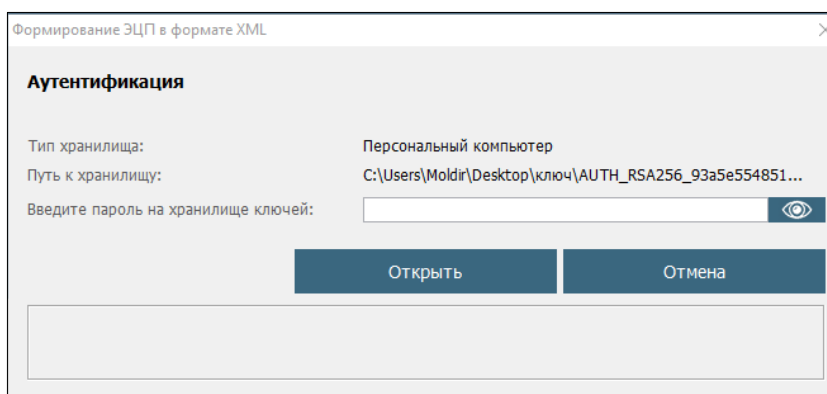 Формирование ЭЦП в формате XML
Аутентификация
Тип хранилища: Персональный компьютер
Путь к хранилищу: C:\Users\Moldir\Desktop\ключ\AUTH_RSA256_93a5e554851...
Введите пароль на хранилище ключей:
Открыть Отмена